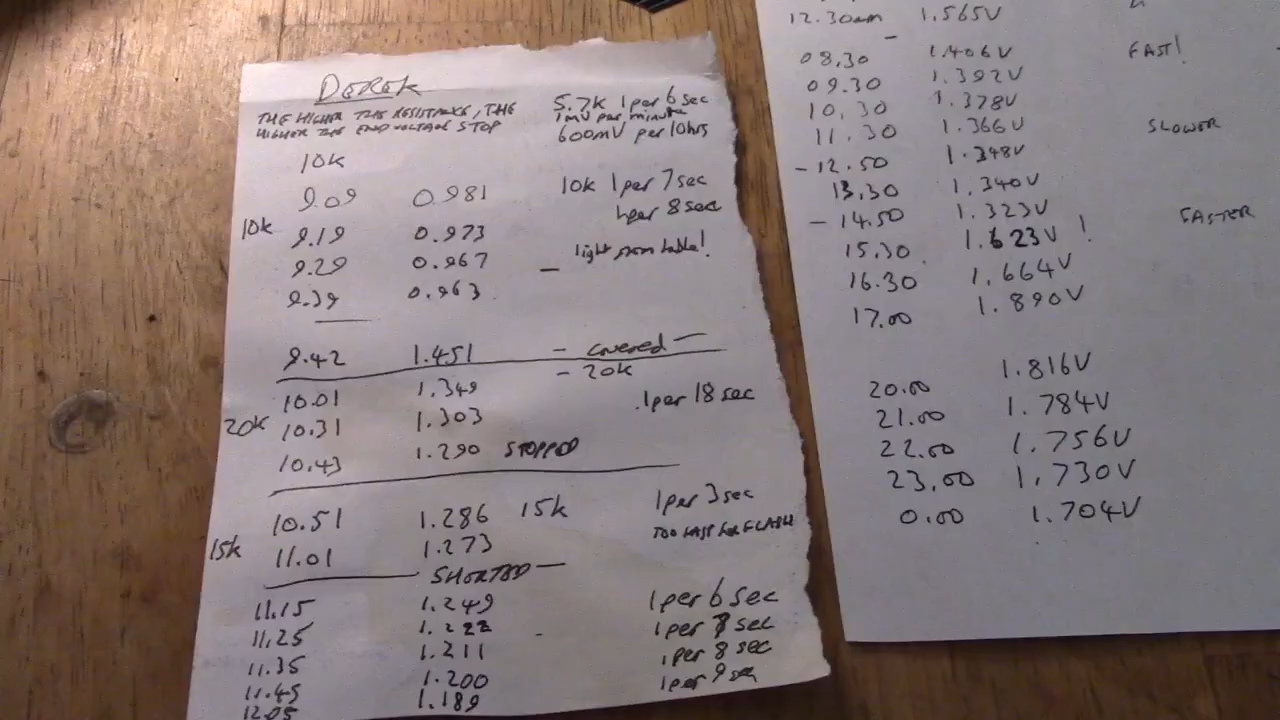 DEREK
THE HIGHER THE RESISTANCE, THE
HIGHER THE END VOLTAGE STOP
5.7K 1 per 6 sec
1mV per minute
600mV per 10hrs
10k
9.09 0.981 10k 1 per 7 sec
1 per 8 sec
10k 9.19 0.973
light from table!
9.29 0.967 -
9.39 0.963
9.42 1.451 - covered -
- 20k
10.01 1.349 1 per 18 sec
20k 10.31 1.303
10.43 1.290 STOPPED
10.51 1.286 15k 1 per 3 sec
TOO FAST FOR FLASH
15k 11.01 1.273
SHORTED -
11.15 1.249 1 per 6 sec
11.25 1.222 - 1 per 7 sec
11.35 1.211 1 per 8 sec
11.45 1.200 1 per 9 sec
12.05 1.189
12.30am 1.565V
08.30 1.406V FAST!
09.30 1.392V
10.30 1.378V
11.30 1.366V SLOWER
- 12.50 1.348V
13.30 1.340V
- 14.50 1.323V FASTER
15.30 1.623V !
16.30 1.664V
17.00 1.890V
20.00 1.816V
21.00 1.784V
22.00 1.756V
23.00 1.730V
0.00 1.704V